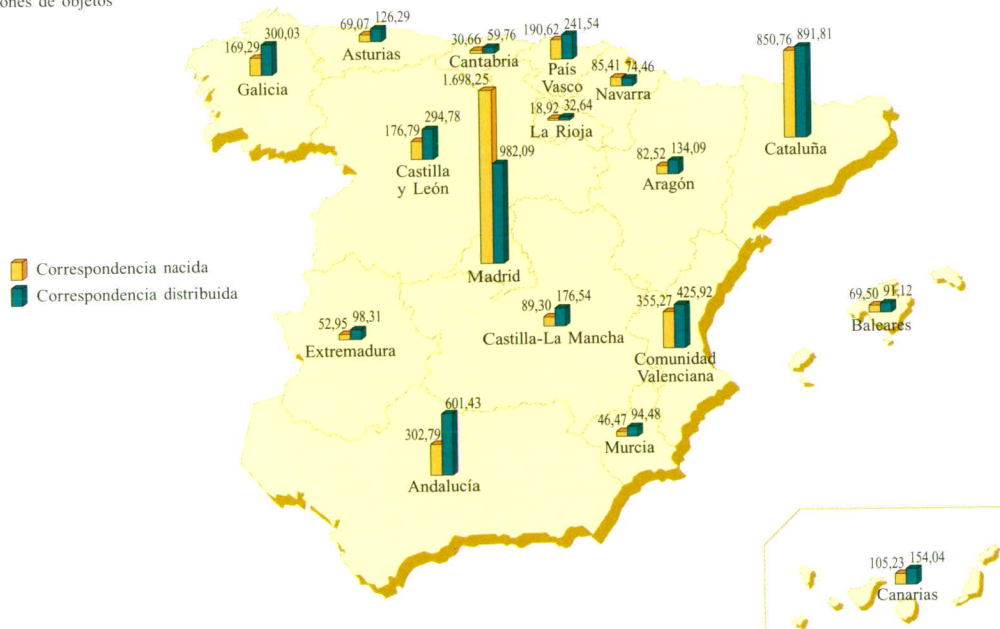 de objetos
69,07 126,29
Asturias
169,29 300,03
Galicia
30,66 59,76
Cantabria
190,62 241,54
País
Vasco
85,41 74,46
Navarra
850,76 891,81
Cataluña
1.698,25
982,09
Madrid
18,92 32,64
La Rioja
176,79 294,78
Castilla
y León
82,52 134,09
Aragón
Correspondencia nacida
Correspondencia distribuida
52,95 98,31
Extremadura
89,30 176,54
Castilla-La Mancha
355,27 425,92
Comunidad
Valenciana
69,50 91,12
Baleares
302,79 601,43
Andalucía
46,47 94,48
Murcia
105,23 154,04
Canarias